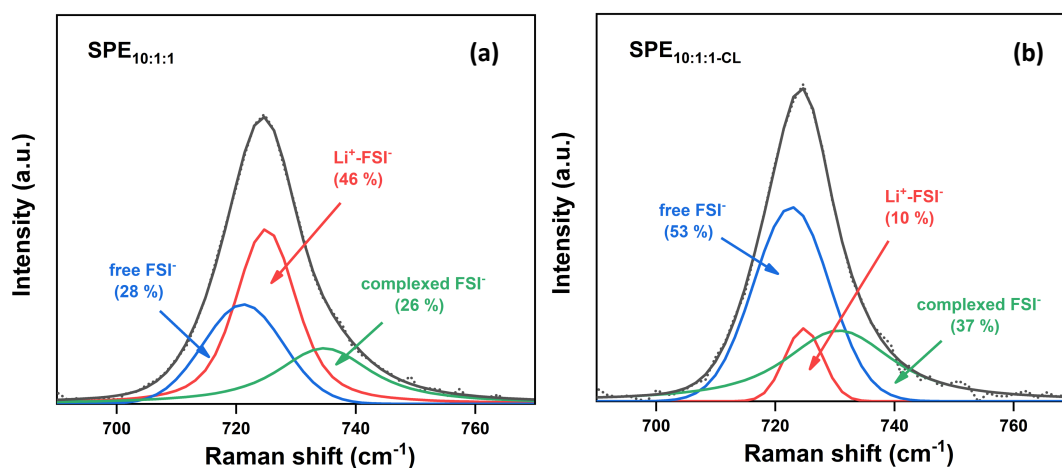 SPE10:1:1
(a)
Li⁺-FSI⁻
(46 %)
free FSI⁻
(28 %)
complexed FSI⁻
(26 %)
Intensity (a.u.)
700 720 740 760
Raman shift (cm⁻¹)
SPE10:1:1-CL
(b)
free FSI⁻
(53 %)
Li⁺-FSI⁻
(10 %)
complexed FSI⁻
(37 %)
Intensity (a.u.)
700 720 740 760
Raman shift (cm⁻¹)